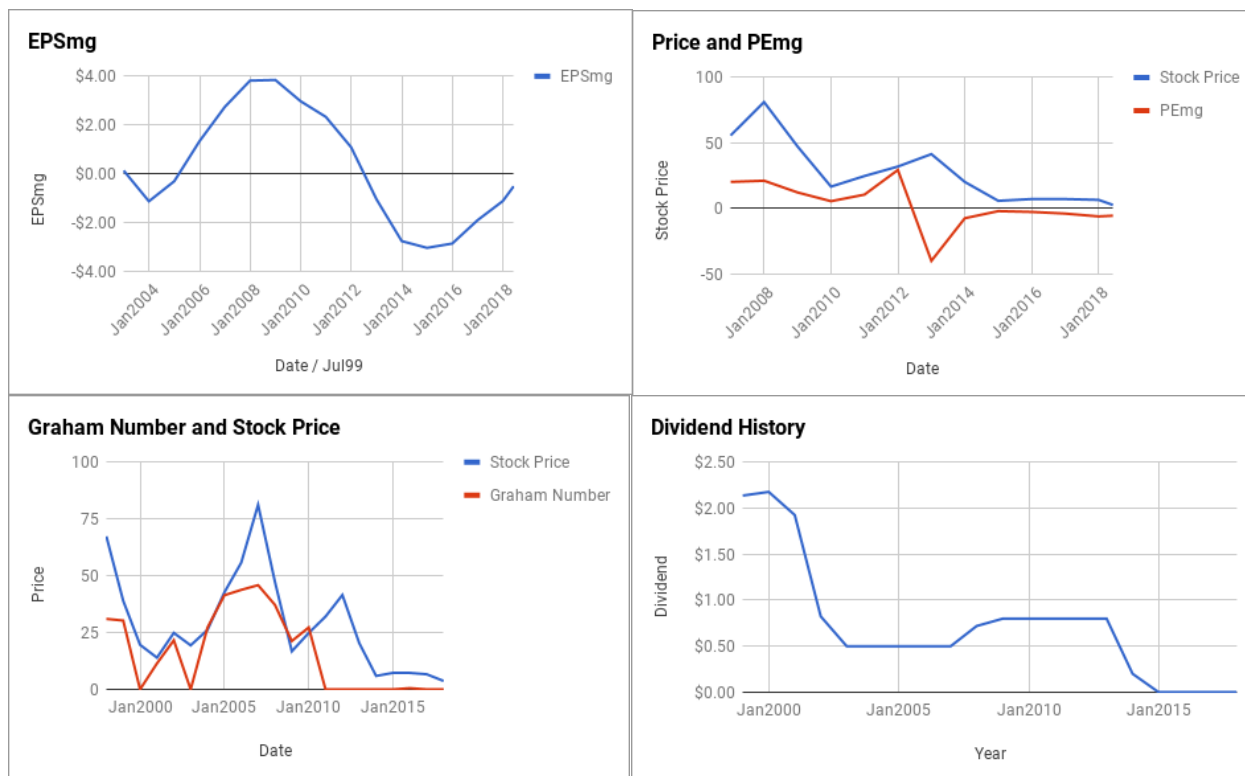 EPSmg
EPSmg
$4.00
$2.00
$0.00
-$2.00
-$4.00
EPSmg
Jan2004
Jan2006
Jan2008
Jan2010
Jan2012
Jan2014
Jan2016
Jan2018
Date / Jul99
Price and PEmg
Stock Price
PEmg
100
50
0
-50
Stock Price
Jan2008
Jan2010
Jan2012
Jan2014
Jan2016
Jan2018
Date
Graham Number and Stock Price
Stock Price
Graham Number
100
75
50
25
0
Price
Jan2000
Jan2005
Jan2010
Jan2015
Date
Dividend History
$2.50
$2.00
$1.50
$1.00
$0.50
$0.00
Dividend
Jan2000
Jan2005
Jan2010
Jan2015
Year